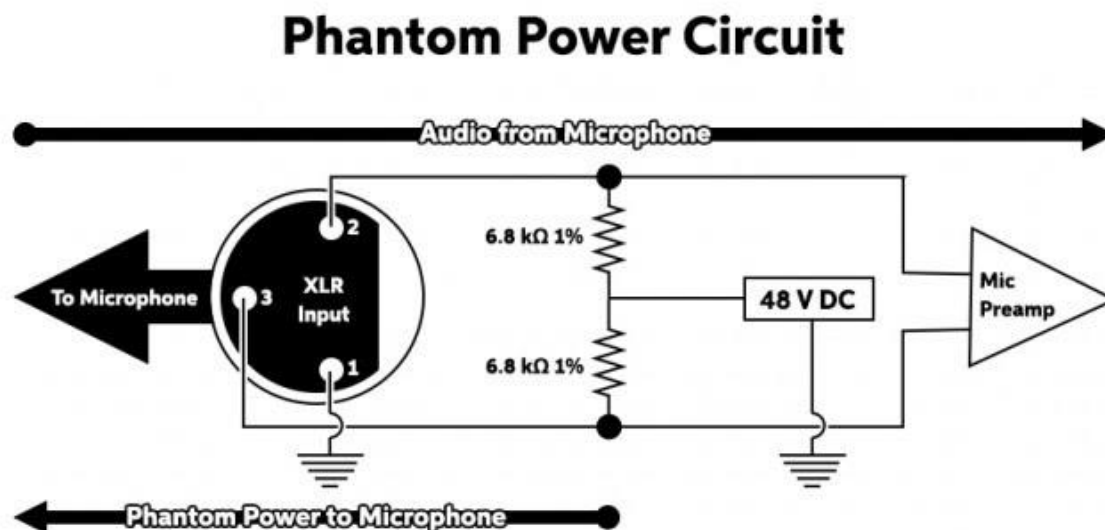 Phantom Power Circuit
Audio from Microphone
2
6.8 kΩ 1%
To Microphone
3
XLR
Input
48 V DC
Mic
Preamp
1
6.8 kΩ 1%
Phantom Power to Microphone